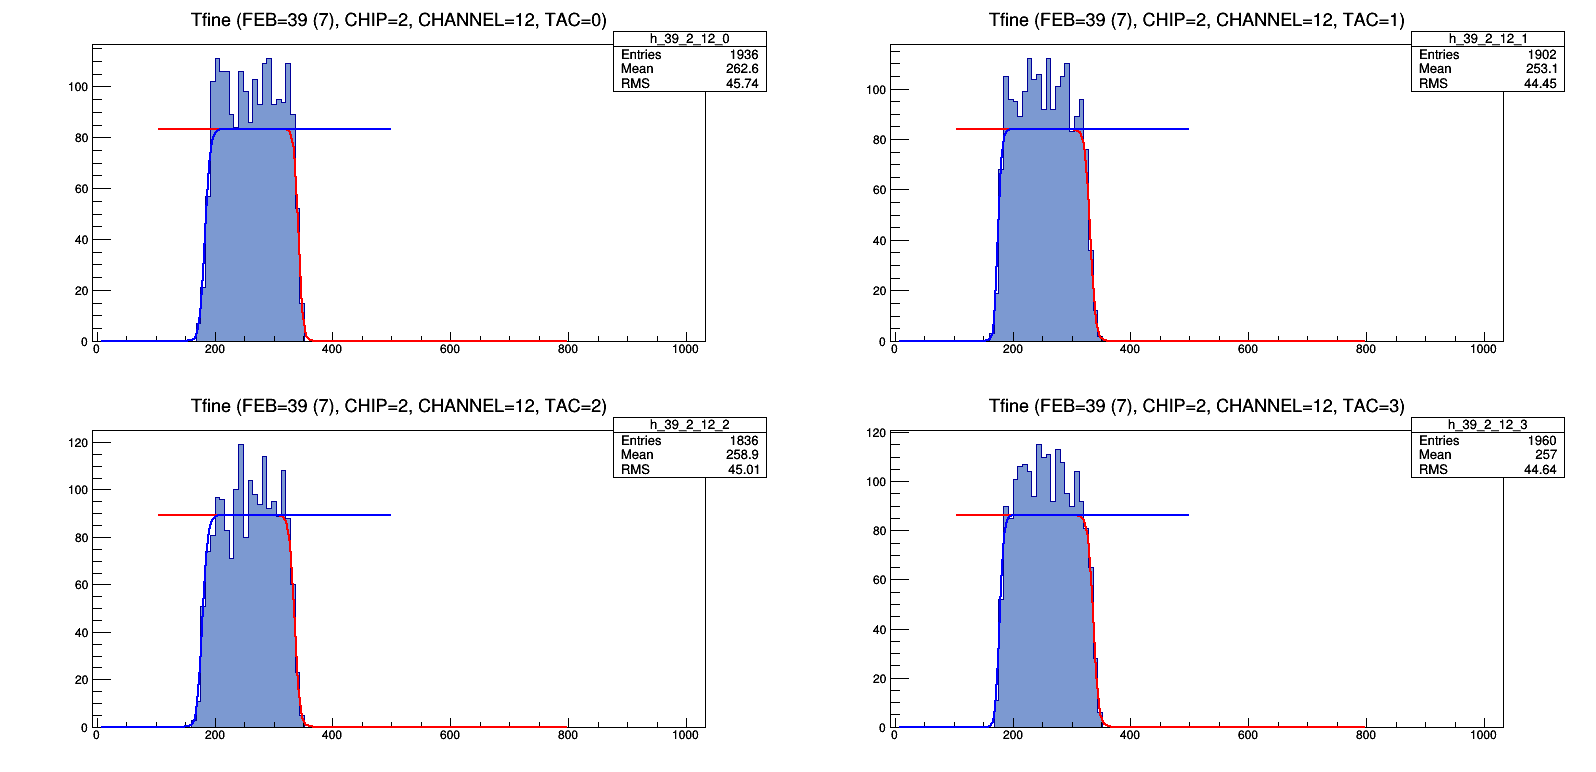 Tfine (FEB=39 (7), CHIP=2, CHANNEL=12, TAC=0)
h_39_2_12_0
Entries 1936
Mean 262.6
RMS 45.74
100
80
60
40
20
0
0 200 400 600 800 1000
Tfine (FEB=39 (7), CHIP=2, CHANNEL=12, TAC=1)
h_39_2_12_1
Entries 1902
Mean 253.1
RMS 44.45
100
80
60
40
20
0
0 200 400 600 800 1000
Tfine (FEB=39 (7), CHIP=2, CHANNEL=12, TAC=2)
h_39_2_12_2
Entries 1836
Mean 258.9
RMS 45.01
120
100
80
60
40
20
0
0 200 400 600 800 1000
Tfine (FEB=39 (7), CHIP=2, CHANNEL=12, TAC=3)
h_39_2_12_3
Entries 1960
Mean 257
RMS 44.64
120
100
80
60
40
20
0
0 200 400 600 800 1000